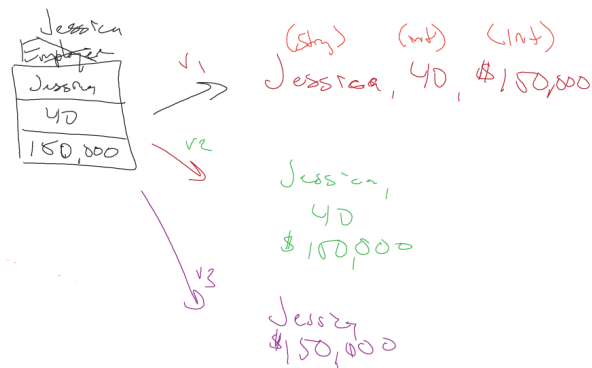 Jessica
Employee
Jessica
40
150,000
v1
(string) (int) (int)
Jessica, 40, $150,000
v2
Jessica,
40
$150,000
v3
Jessica
$150,000